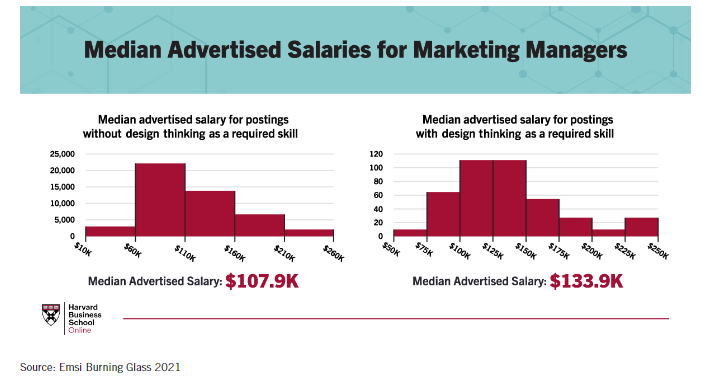 Median Advertised Salaries for Marketing Managers
Median advertised salary for postings
without design thinking as a required skill
25,000
20,000
15,000
10,000
5,000
0
$10K
$60K
$110K
$160K
$210K
$260K
Median Advertised Salary: $107.9K
Median advertised salary for postings
with design thinking as a required skill
120
100
80
60
40
20
0
$50K
$75K
$100K
$125K
$150K
$175K
$200K
$225K
$250K
Median Advertised Salary: $133.9K
Harvard
Business
School
Online
Source: Emsi Burning Glass 2021